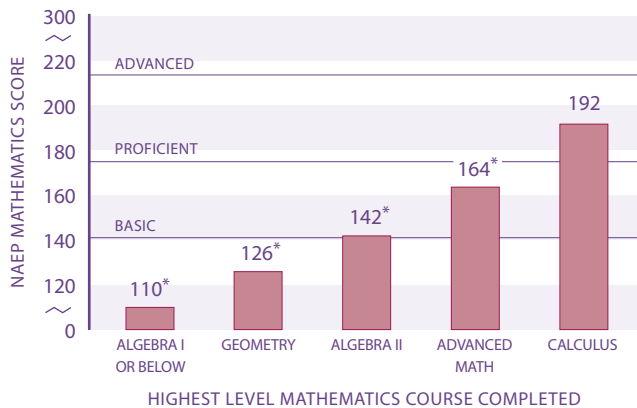 NAEP MATHEMATICS SCORE
300
220
200
180
160
140
120
0
ADVANCED
PROFICIENT
BASIC
110*
126*
142*
164*
192
ALGEBRA I
OR BELOW
GEOMETRY
ALGEBRA II
ADVANCED
MATH
CALCULUS
HIGHEST LEVEL MATHEMATICS COURSE COMPLETED